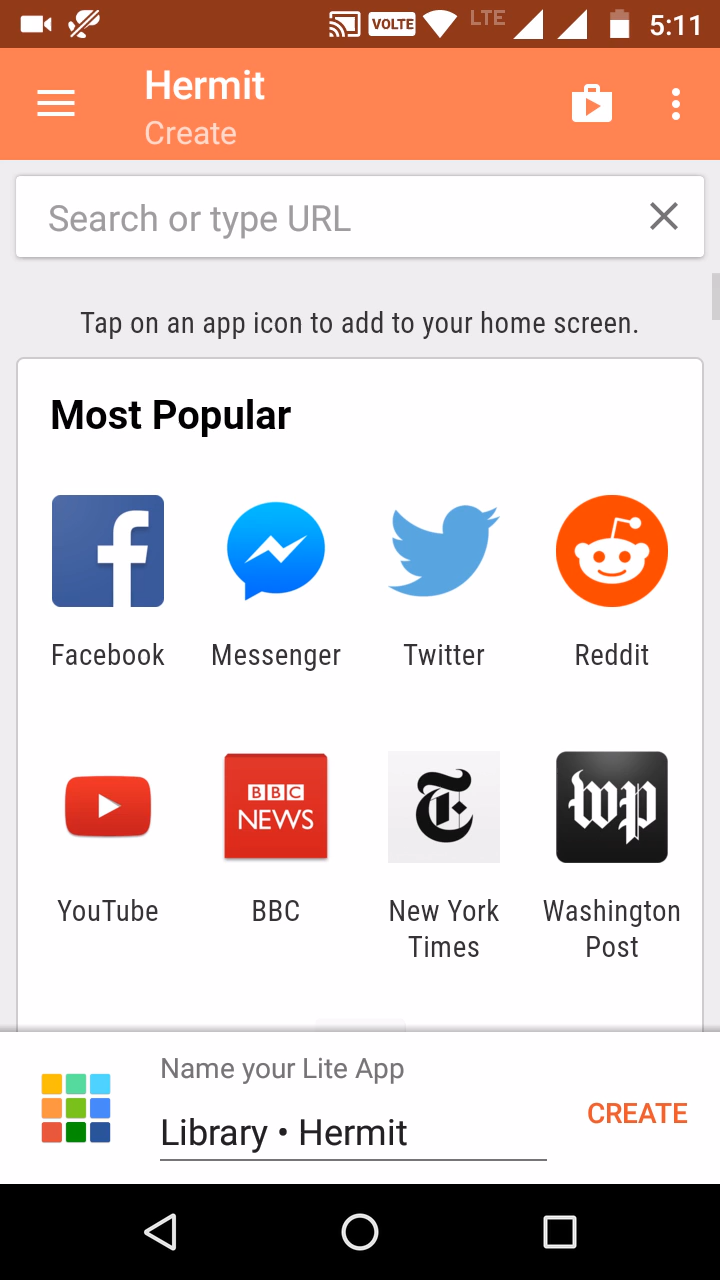 VOLTE LTE 5:11
Hermit
Create
Search or type URL
Tap on an app icon to add to your home screen.
Most Popular
Facebook Messenger Twitter Reddit
BBC
NEWS
wp
YouTube BBC New York Washington
Times Post
Name your Lite App
Library • Hermit
CREATE